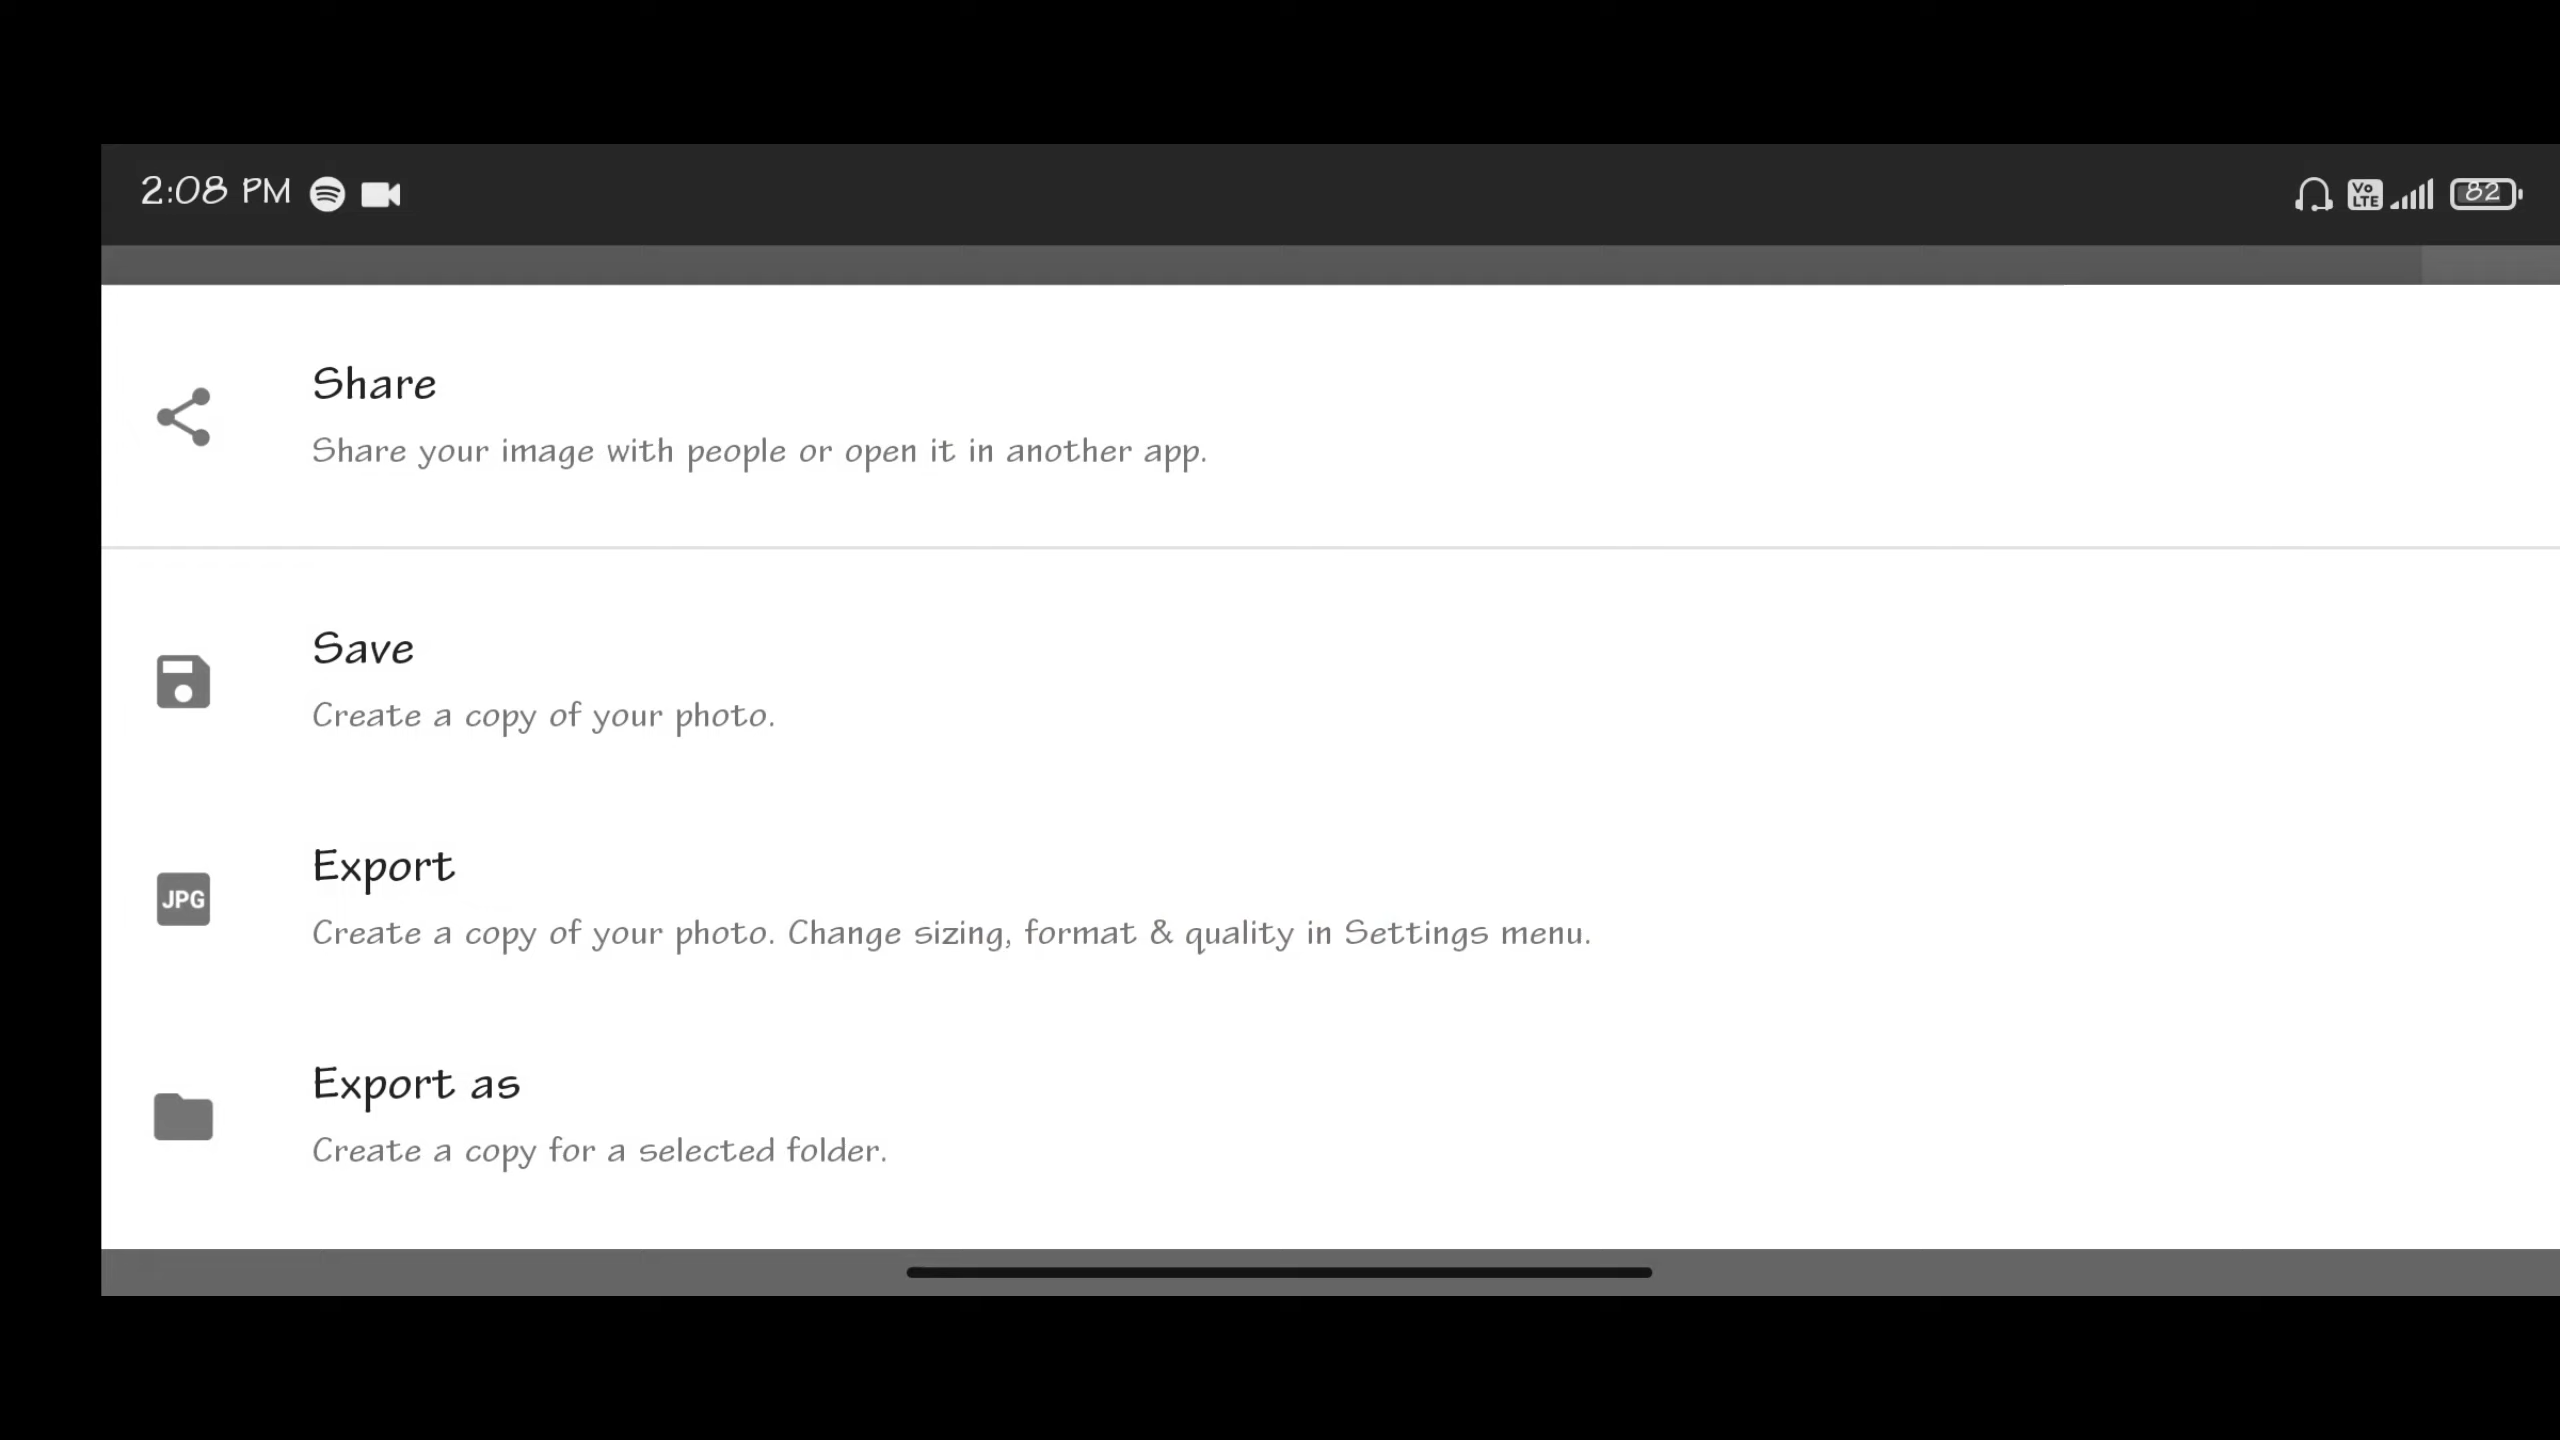 2:08 PM
Vo LTE
82
Share
Share your image with people or open it in another app.
Save
Create a copy of your photo.
JPG
Export
Create a copy of your photo. Change sizing, format & quality in Settings menu.
Export as
Create a copy for a selected folder.